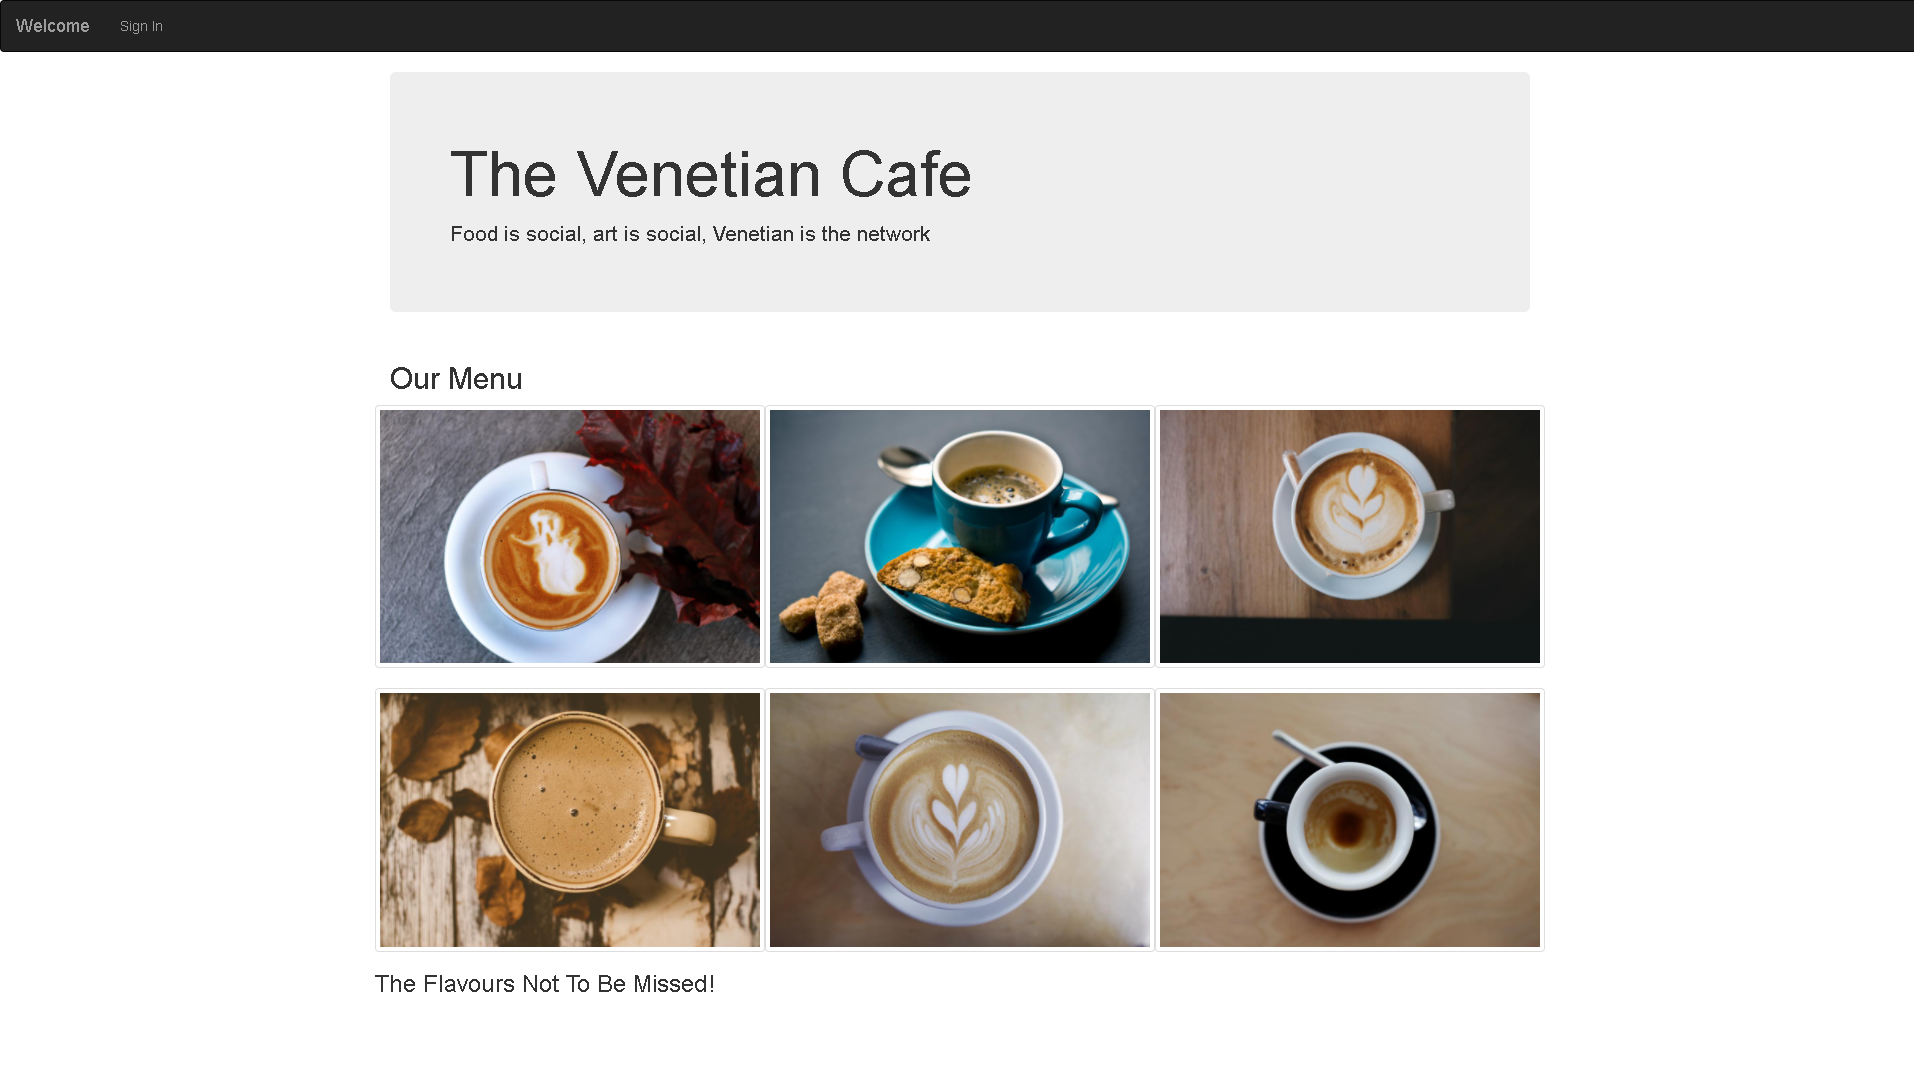 Welcome Sign In
The Venetian Cafe
Food is social, art is social, Venetian is the network
Our Menu
The Flavours Not To Be Missed!